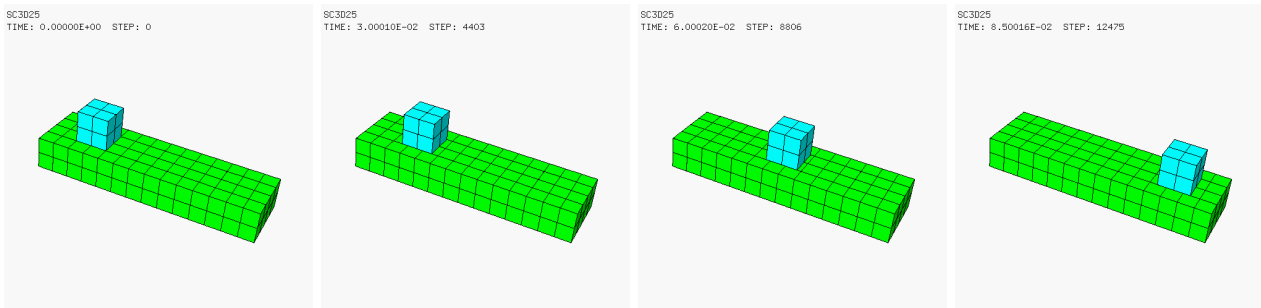 SC3D25
TIME: 0.00000E+00  STEP: 0
SC3D25
TIME: 3.00010E-02  STEP: 4403
SC3D25
TIME: 6.00020E-02  STEP: 8806
SC3D25
TIME: 8.50016E-02  STEP: 12475